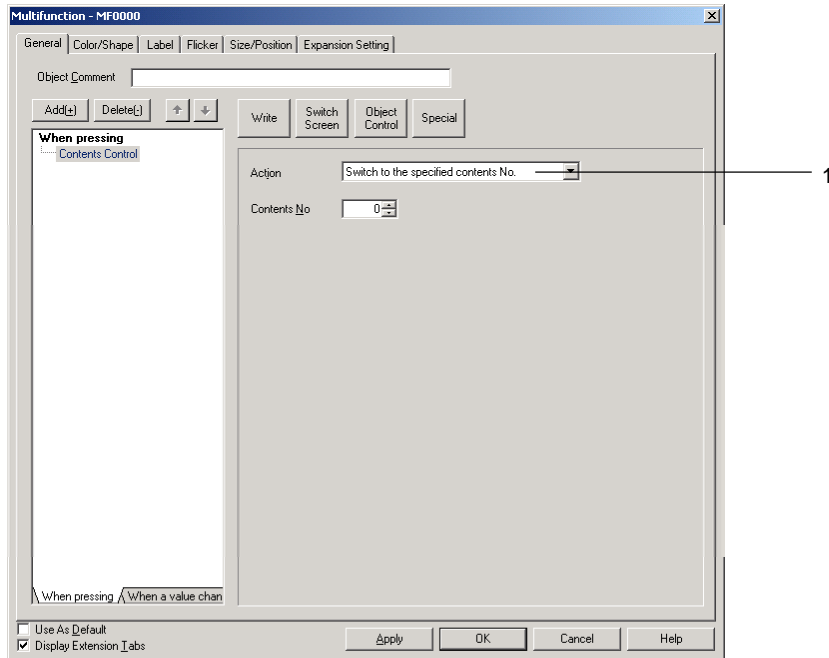 Multifunction - MF0000
General Color/Shape Label Flicker Size/Position Expansion Setting
Object Comment
Add(+) Delete(-)
Write Switch Screen Object Control Special
When pressing
Contents Control
Action Switch to the specified contents No. 1
Contents No 0
When pressing When a value chan
Use As Default
Display Extension Tabs
Apply OK Cancel Help